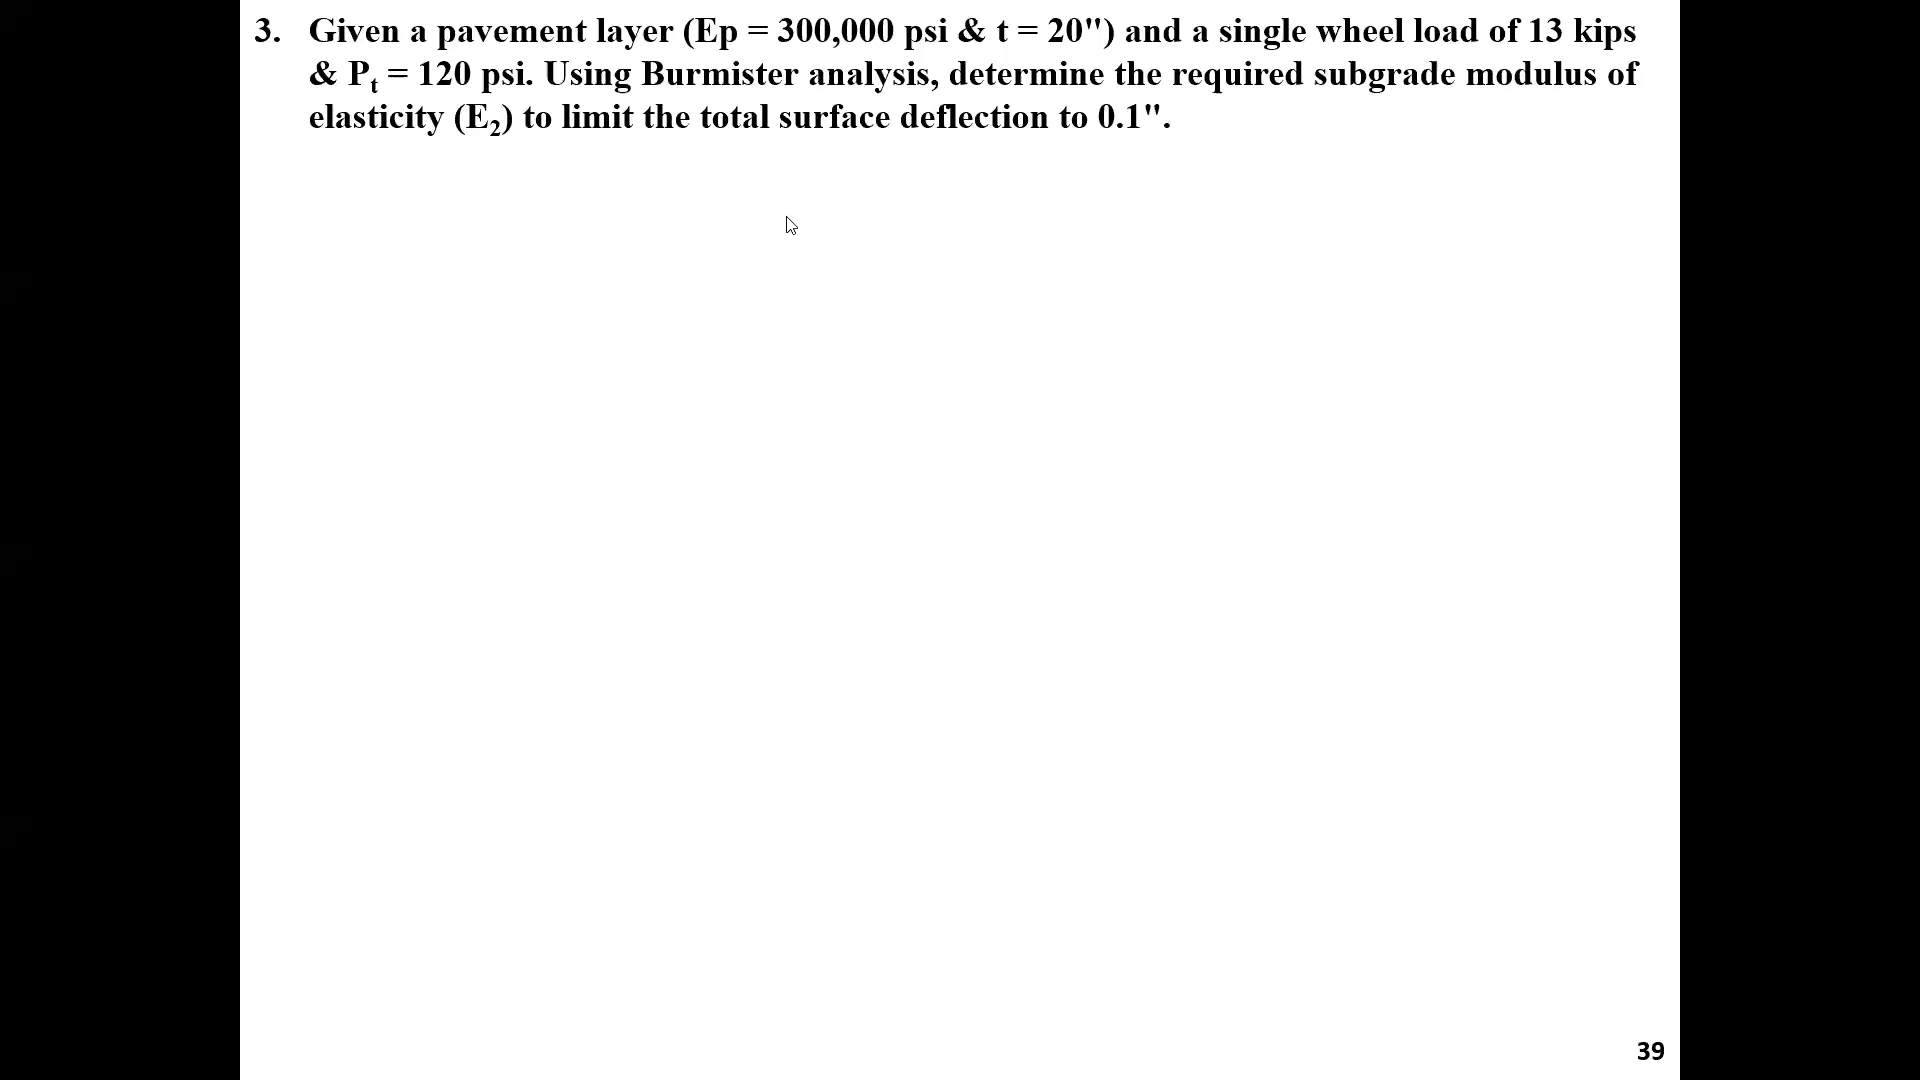 3. Given a pavement layer (Ep = 300,000 psi & t = 20") and a single wheel load of 13 kips
& Pₜ = 120 psi. Using Burmister analysis, determine the required subgrade modulus of
elasticity (E₂) to limit the total surface deflection to 0.1".
39